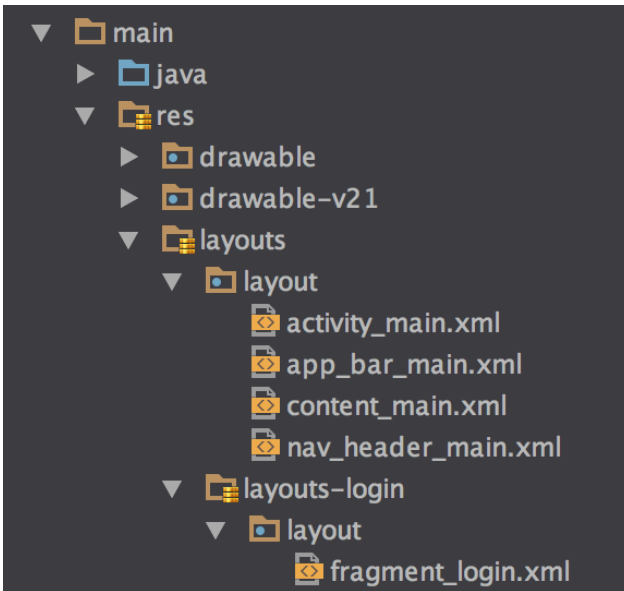 main
java
res
drawable
drawable-v21
layouts
layout
activity_main.xml
app_bar_main.xml
content_main.xml
nav_header_main.xml
layouts-login
layout
fragment_login.xml